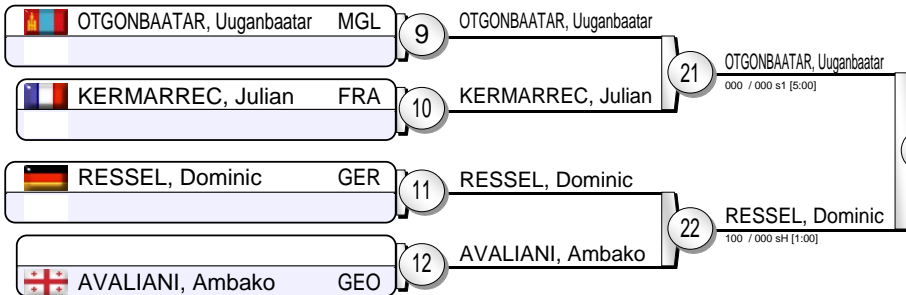 OTGONBAATAR, Uuganbaatar MGL
9
OTGONBAATAR, Uuganbaatar
21
OTGONBAATAR, Uuganbaatar
000 / 000 s1 [5:00]
KERMARREC, Julian FRA
10
KERMARREC, Julian
RESSEL, Dominic GER
11
RESSEL, Dominic
22
RESSEL, Dominic
100 / 000 sH [1:00]
12
AVALIANI, Ambako
AVALIANI, Ambako GEO